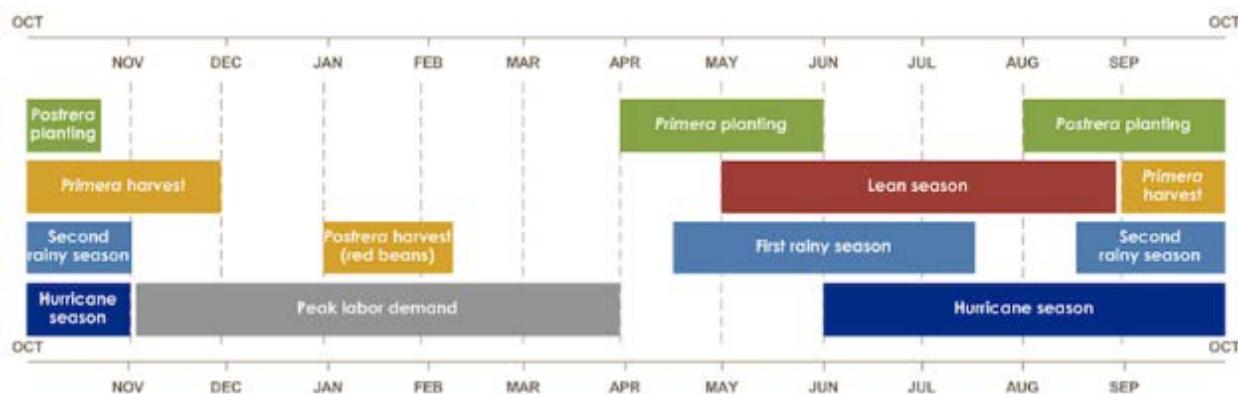 OCT OCT
NOV DEC JAN FEB MAR APR MAY JUN JUL AUG SEP
Postrera
planting
Primera planting
Postrera planting
Primera harvest
Lean season
Primera
harvest
Second
rainy season
Postrera harvest
(red beans)
First rainy season
Second
rainy season
Hurricane
season
Peak labor demand
Hurricane season
OCT OCT
NOV DEC JAN FEB MAR APR MAY JUN JUL AUG SEP